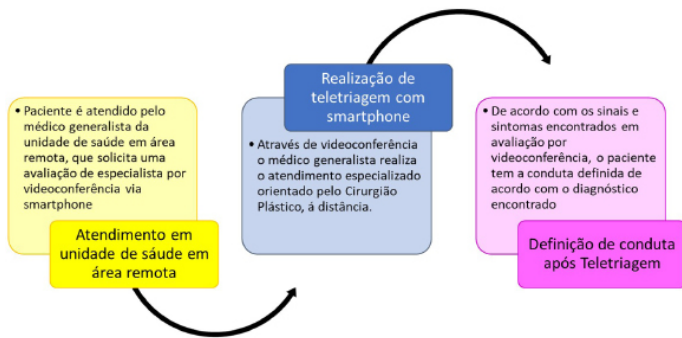 • Paciente é atendido pelo
médico generalista da
unidade de saúde em área
remota, que solicita uma
avaliação de especialista por
videoconferência via
smartphone
Atendimento em
unidade de sáude em
área remota
Realização de
teletriagem com
smartphone
• Através de videoconferência
o médico generalista realiza
o atendimento especializado
orientado pelo Cirurgião
Plástico, á distância.
• De acordo com os sinais e
sintomas encontrados em
avaliação por
videoconferência, o paciente
tem a conduta definida de
acordo com o diagnóstico
encontrado
Definição de conduta
após Teletriagem